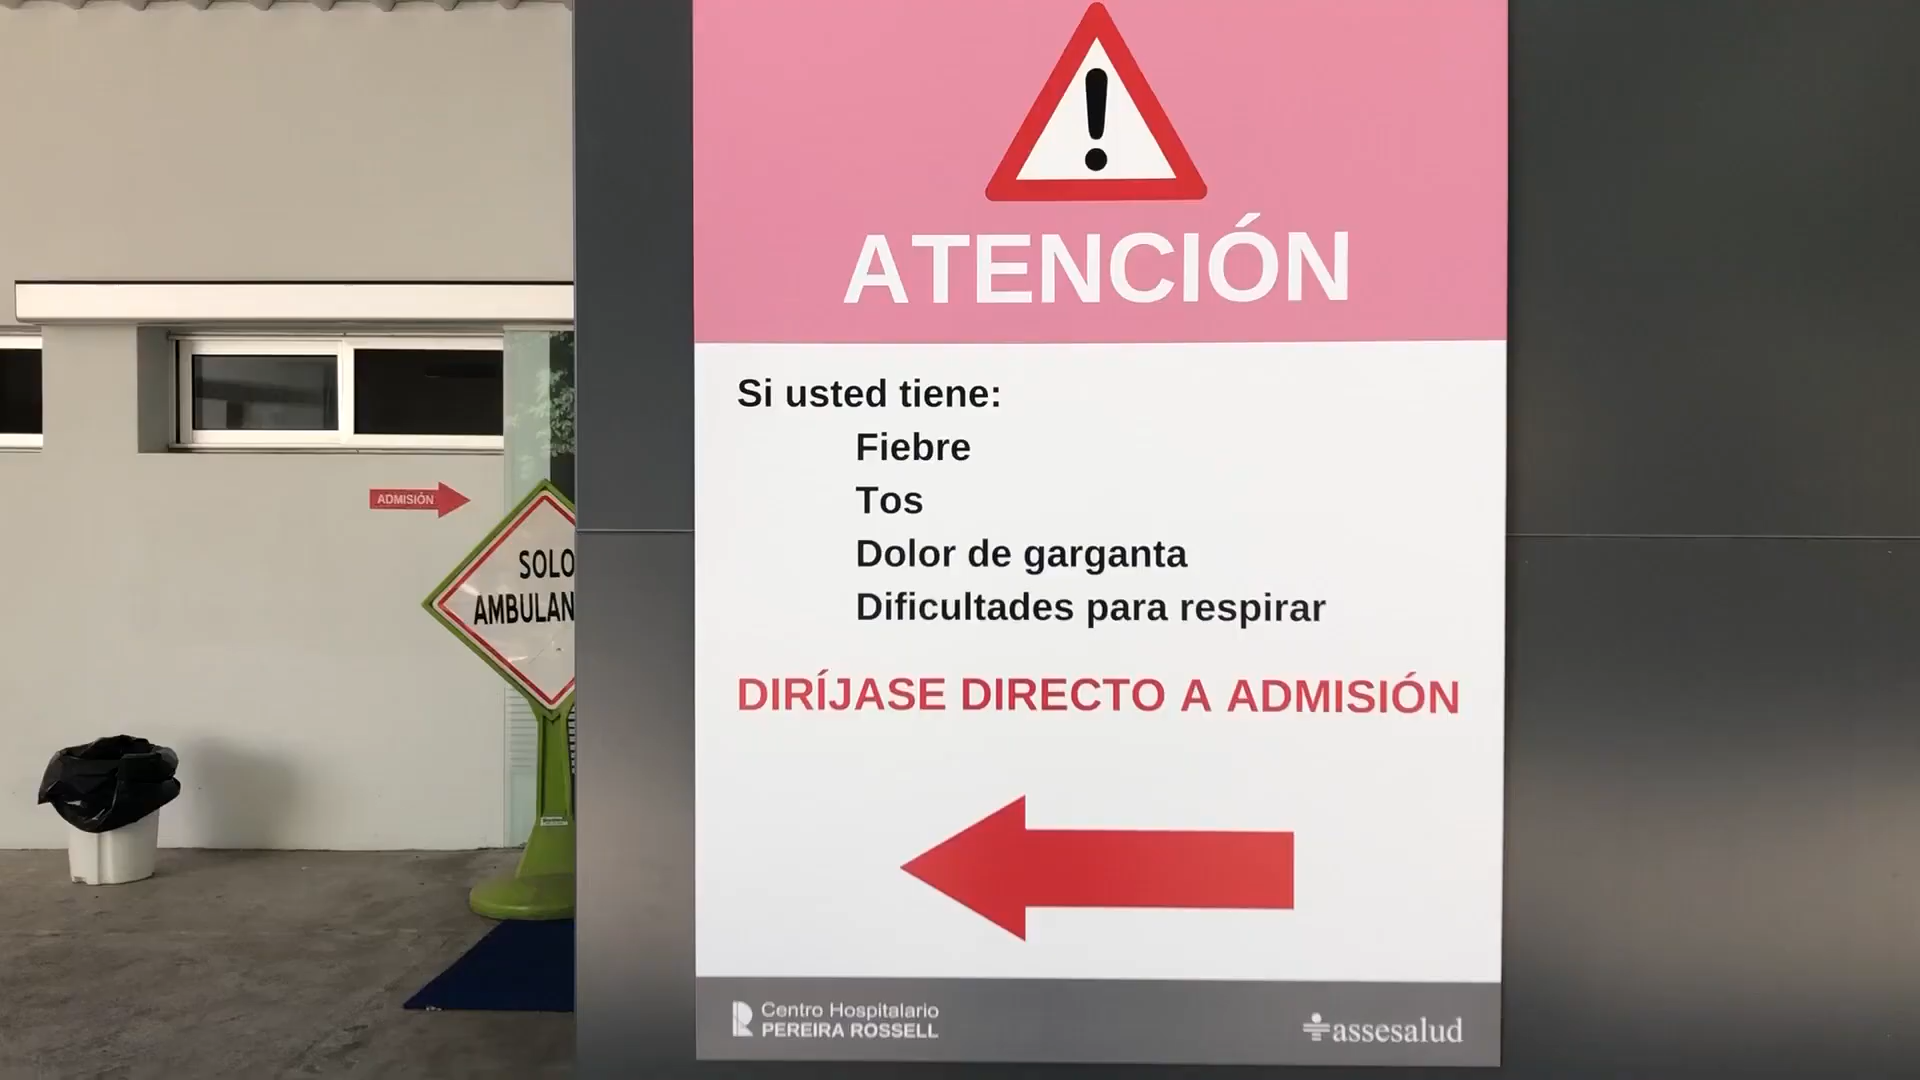 ATENCIÓN
Si usted tiene:
Fiebre
Tos
Dolor de garganta
Dificultades para respirar
DIRÍJASE DIRECTO A ADMISIÓN
Centro Hospitalario
PEREIRA ROSSELL
assesalud
ADMISIÓN
SOLO
AMBULAN